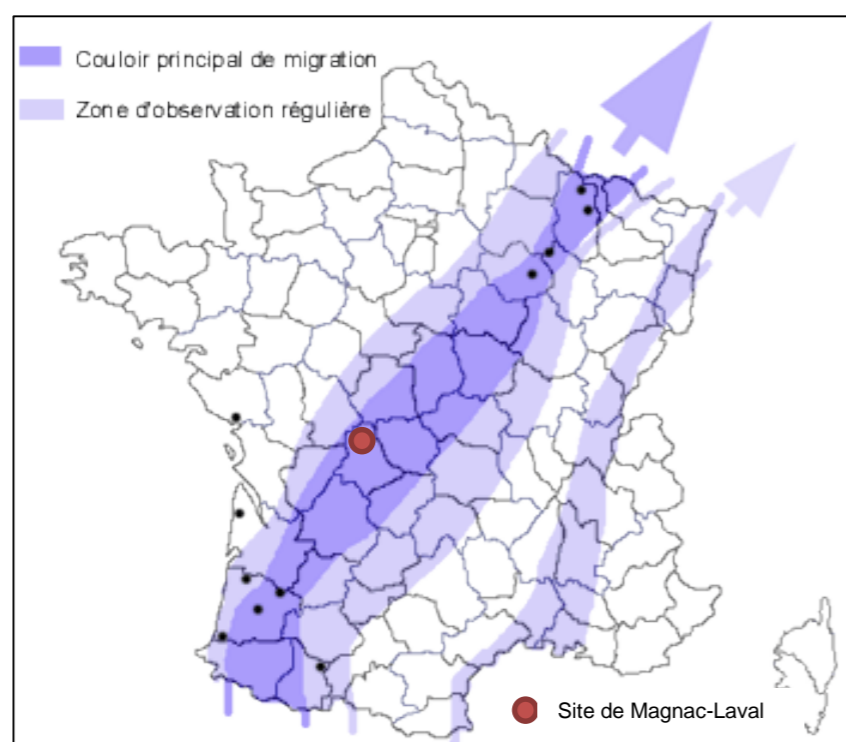 Couloir principal de migration
Zone d'observation régulière
Site de Magnac-Laval